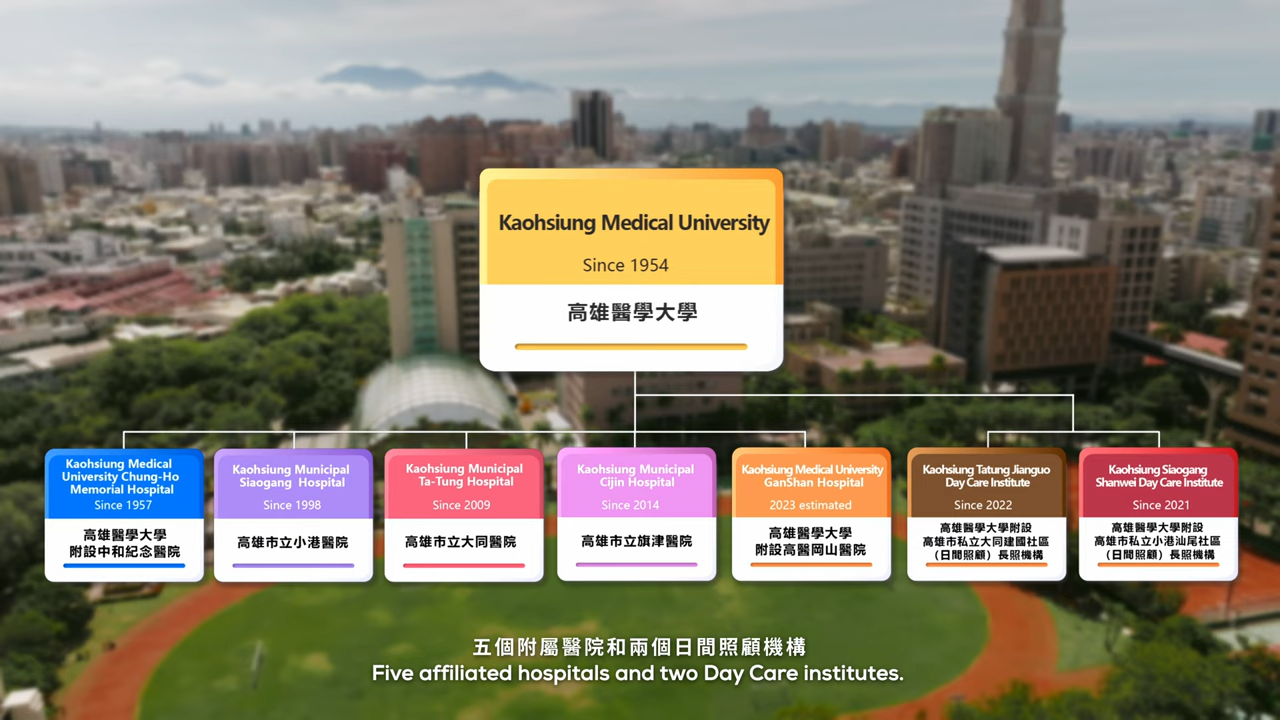 Kaohsiung Medical University
Since 1954
高雄醫學大學
Kaohsiung Medical
University Chung-Ho
Memorial Hospital
Since 1957
高雄醫學大學
附設中和紀念醫院
Kaohsiung Municipal
Siaogang Hospital
Since 1998
高雄市立小港醫院
Kaohsiung Municipal
Ta-Tung Hospital
Since 2009
高雄市立大同醫院
Kaohsiung Municipal
Cijin Hospital
Since 2014
高雄市立旗津醫院
Kaohsiung Medical University
GanShan Hospital
2023 estimated
高雄醫學大學
附設高醫岡山醫院
Kaohsiung Tatung Jianguo
Day Care Institute
Since 2022
高雄醫學大學附設
高雄市私立大同建國社區
（日間照顧）長照機構
Kaohsiung Siaogang
Shanwei Day Care Institute
Since 2021
高雄醫學大學附設
高雄市私立小港汕尾社區
（日間照顧）長照機構
五個附屬醫院和兩個日間照顧機構
Five affiliated hospitals and two Day Care institutes.